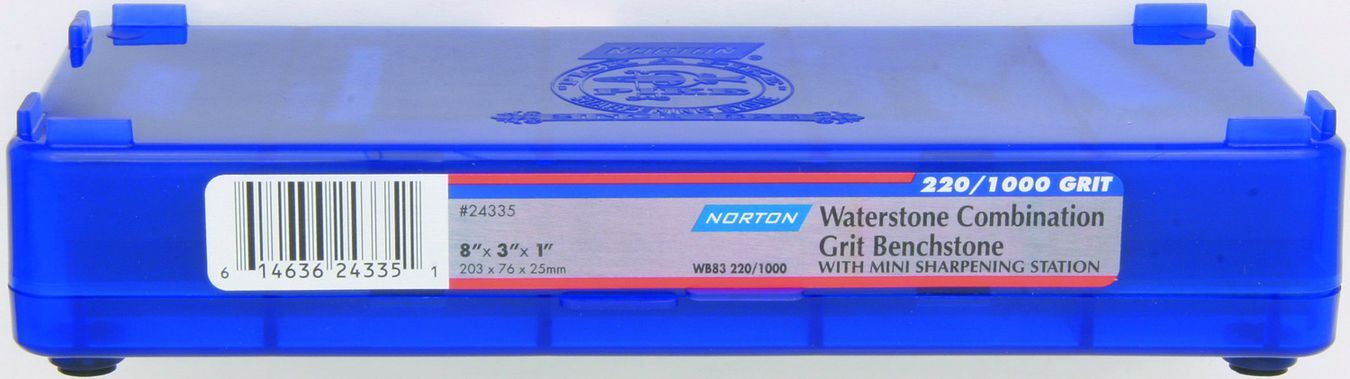 NORTON
®
220/1000 GRIT
#24335
8" x 3" x 1"
203 x 76 x 25mm
6 14636 24335 1
NORTON
WB83 220/1000
Waterstone Combination
Grit Benchstone
WITH MINI SHARPENING STATION